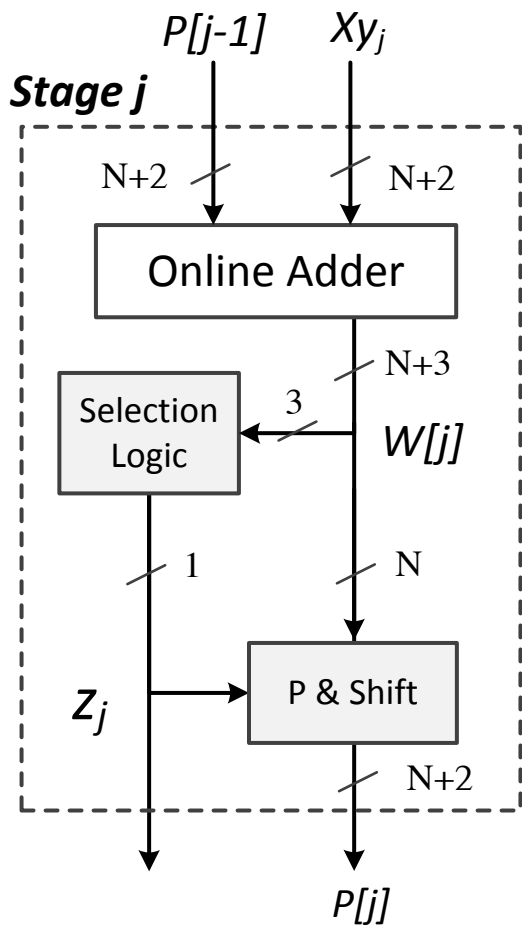 P[j-1] Xyj
Stage j
N+2 N+2
Online Adder
N+3
Selection
Logic
3
W[j]
1
N
P & Shift
zj
N+2
P[j]